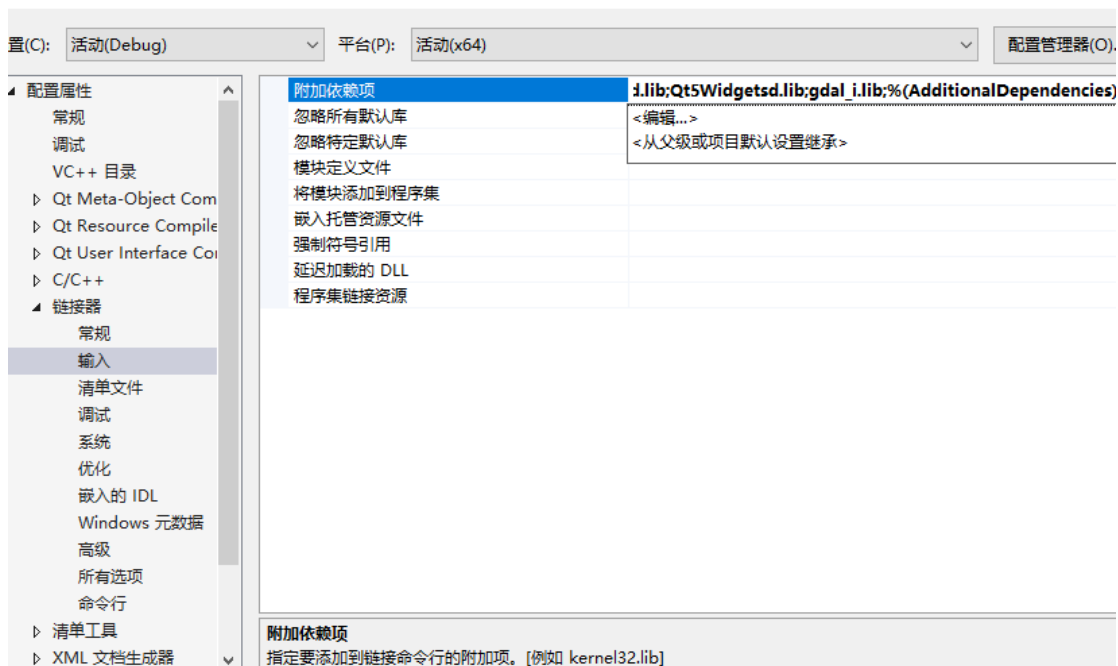 置(C): 活动(Debug) 平台(P): 活动(x64) 配置管理器(O).
配置属性
常规
调试
VC++ 目录
Qt Meta-Object Com
Qt Resource Compile
Qt User Interface Co
C/C++
链接器
常规
输入
清单文件
调试
系统
优化
嵌入的 IDL
Windows 元数据
高级
所有选项
命令行
清单工具
XML 文档生成器
附加依赖项 d.lib;Qt5Widgetsd.lib;gdal_i.lib;%(AdditionalDependencies)
忽略所有默认库 <编辑...>
忽略特定默认库 <从父级或项目默认设置继承>
模块定义文件
将模块添加到程序集
嵌入托管资源文件
强制符号引用
延迟加载的 DLL
程序集链接资源
附加依赖项
指定要添加到链接命令行的附加项。[例如 kernel32.lib]